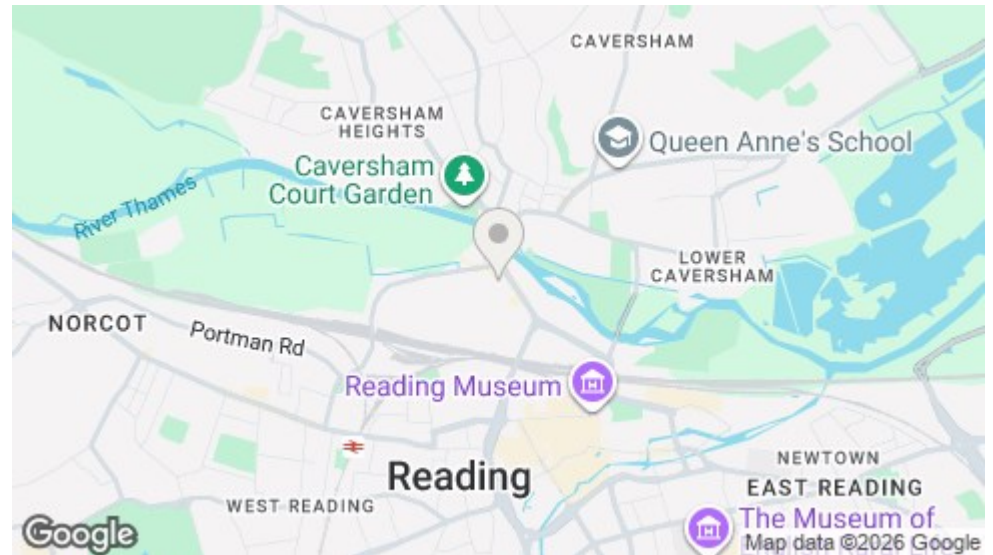 CAVERSHAM
CAVERSHAM
HEIGHTS
Queen Anne's School
Caversham
Court Garden
River Thames
LOWER
CAVERSHAM
NORCOT
Portman Rd
Reading Museum
Reading
NEWTOWN
EAST READING
WEST READING
The Museum of
Google
Map data ©2026 Google